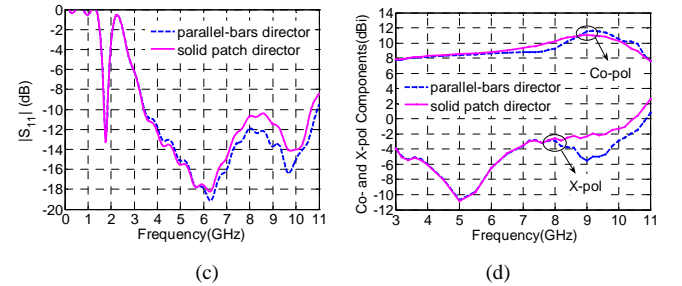 |S11| (dB)
0
-2
-4
-6
-8
-10
-12
-14
-16
-18
-20
parallel-bars director
solid patch director
0 1 2 3 4 5 6 7 8 9 10 11
Frequency(GHz)
(c)
Co- and X-pol Components(dBi)
14
12
10
8
6
4
2
0
-2
-4
-6
-8
-10
-12
Co-pol
parallel-bars director
solid patch director
X-pol
3 4 5 6 7 8 9 10 11
Frequency(GHz)
(d)